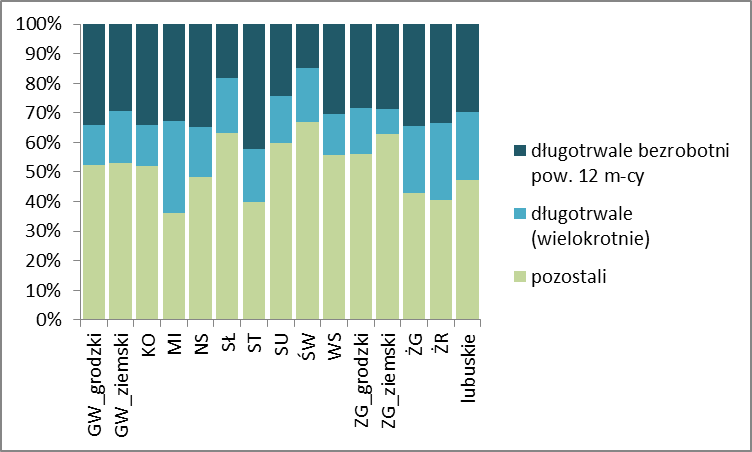 100%
90%
80%
70%
60%
50%
40%
30%
20%
10%
0%
GW_grodzki
GW_ziemski
KO
MI
NS
SŁ
ST
SU
ŚW
WS
ZG_grodzki
ZG_ziemski
ŻG
ŻR
lubuskie
długotrwale bezrobotni
pow. 12 m-cy
długotrwale
(wielokrotnie)
pozostali